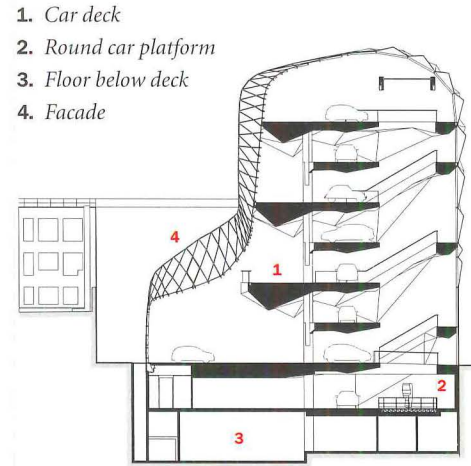 1. Car deck
2. Round car platform
3. Floor below deck
4. Facade
4
1
2
3